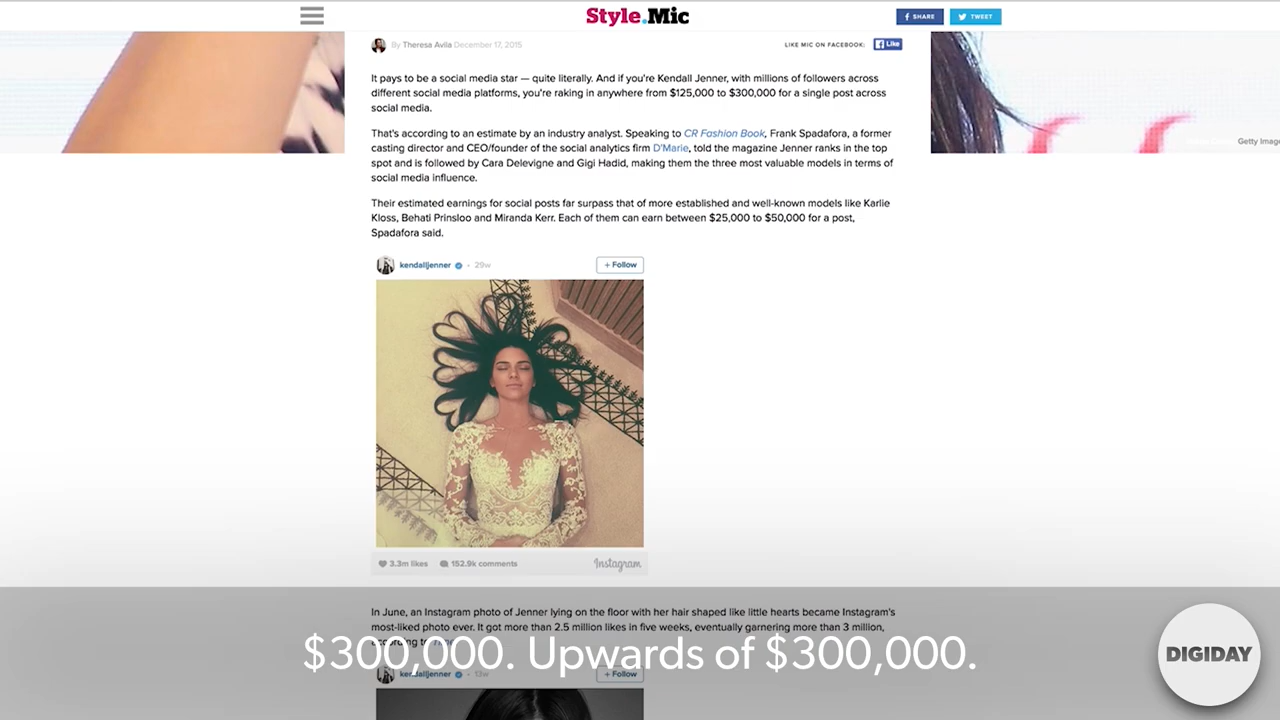 Style.Mic
SHARE
TWEET
By Theresa Avila December 17, 2015
LIKE MIC ON FACEBOOK:
Like
It pays to be a social media star — quite literally. And if you're Kendall Jenner, with millions of followers across
different social media platforms, you're raking in anywhere from $125,000 to $300,000 for a single post across
social media.
Getty Image
That's according to an estimate by an industry analyst. Speaking to CR Fashion Book, Frank Spadafora, a former
casting director and CEO/founder of the social analytics firm D'Marie, told the magazine Jenner ranks in the top
spot and is followed by Cara Delevigne and Gigi Hadid, making them the three most valuable models in terms of
social media influence.
Their estimated earnings for social posts far surpass that of more established and well-known models like Karlie
Kloss, Behati Prinsloo and Miranda Kerr. Each of them can earn between $25,000 to $50,000 for a post,
Spadafora said.
kendalljenner • 29w
+ Follow
3.3m likes 152.9k comments
Instagram
In June, an Instagram photo of Jenner lying on the floor with her hair shaped like little hearts became Instagram's
most-liked photo ever. It got more than 2.5 million likes in five weeks, eventually garnering more than 3 million,
according to
$300,000. Upwards of $300,000.
DIGIDAY
kendalljenner • 13w
+ Follow